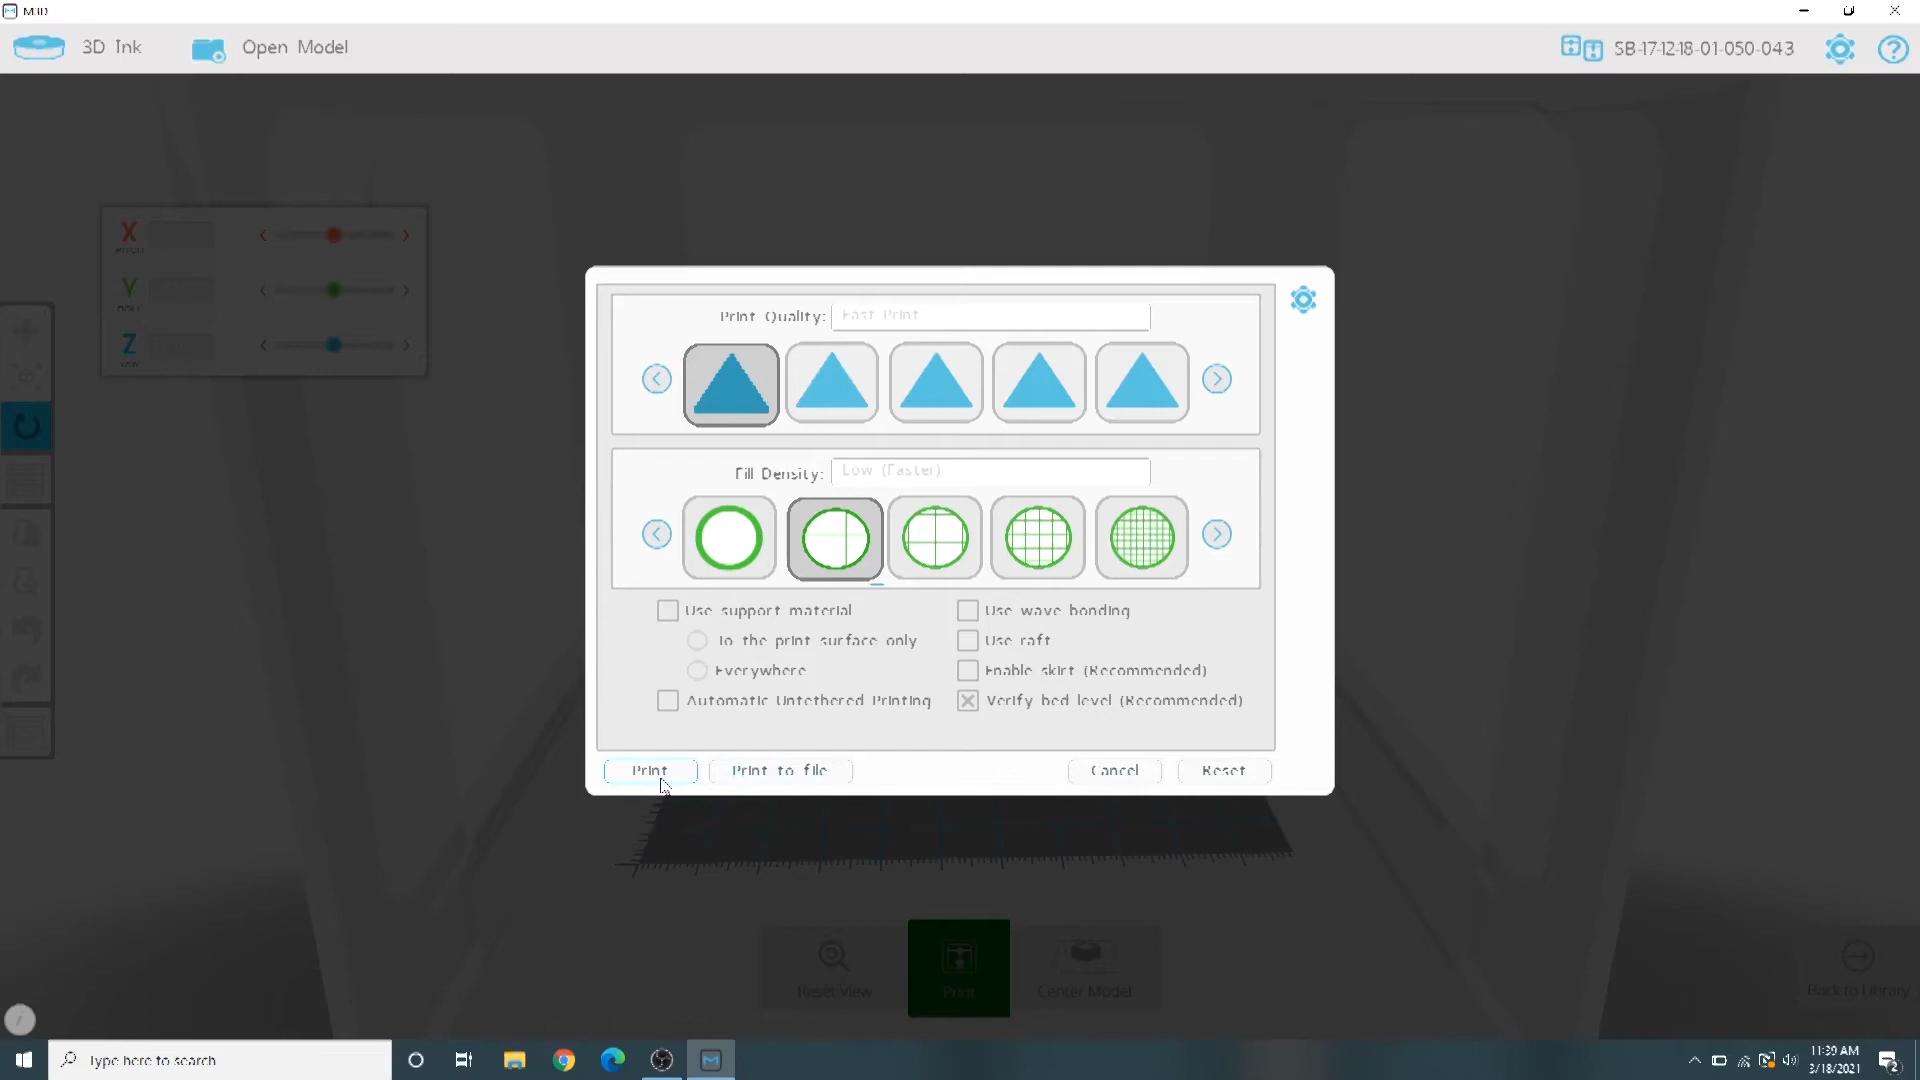 M3D
3D Ink
Open Model
SB-17-12-18-01-050-043
X
Y
Z
Print Quality:
Fast Print
Fill Density:
Low (Faster)
Use support material
To the print surface only
Everywhere
Automatic Untethered Printing
Use wave bonding
Use raft
Enable skirt (Recommended)
Verify bed level (Recommended)
Print
Print to file
Cancel
Reset
Reset View
Print
Center Model
Back to Library
Type here to search
11:39 AM
3/18/2021
2